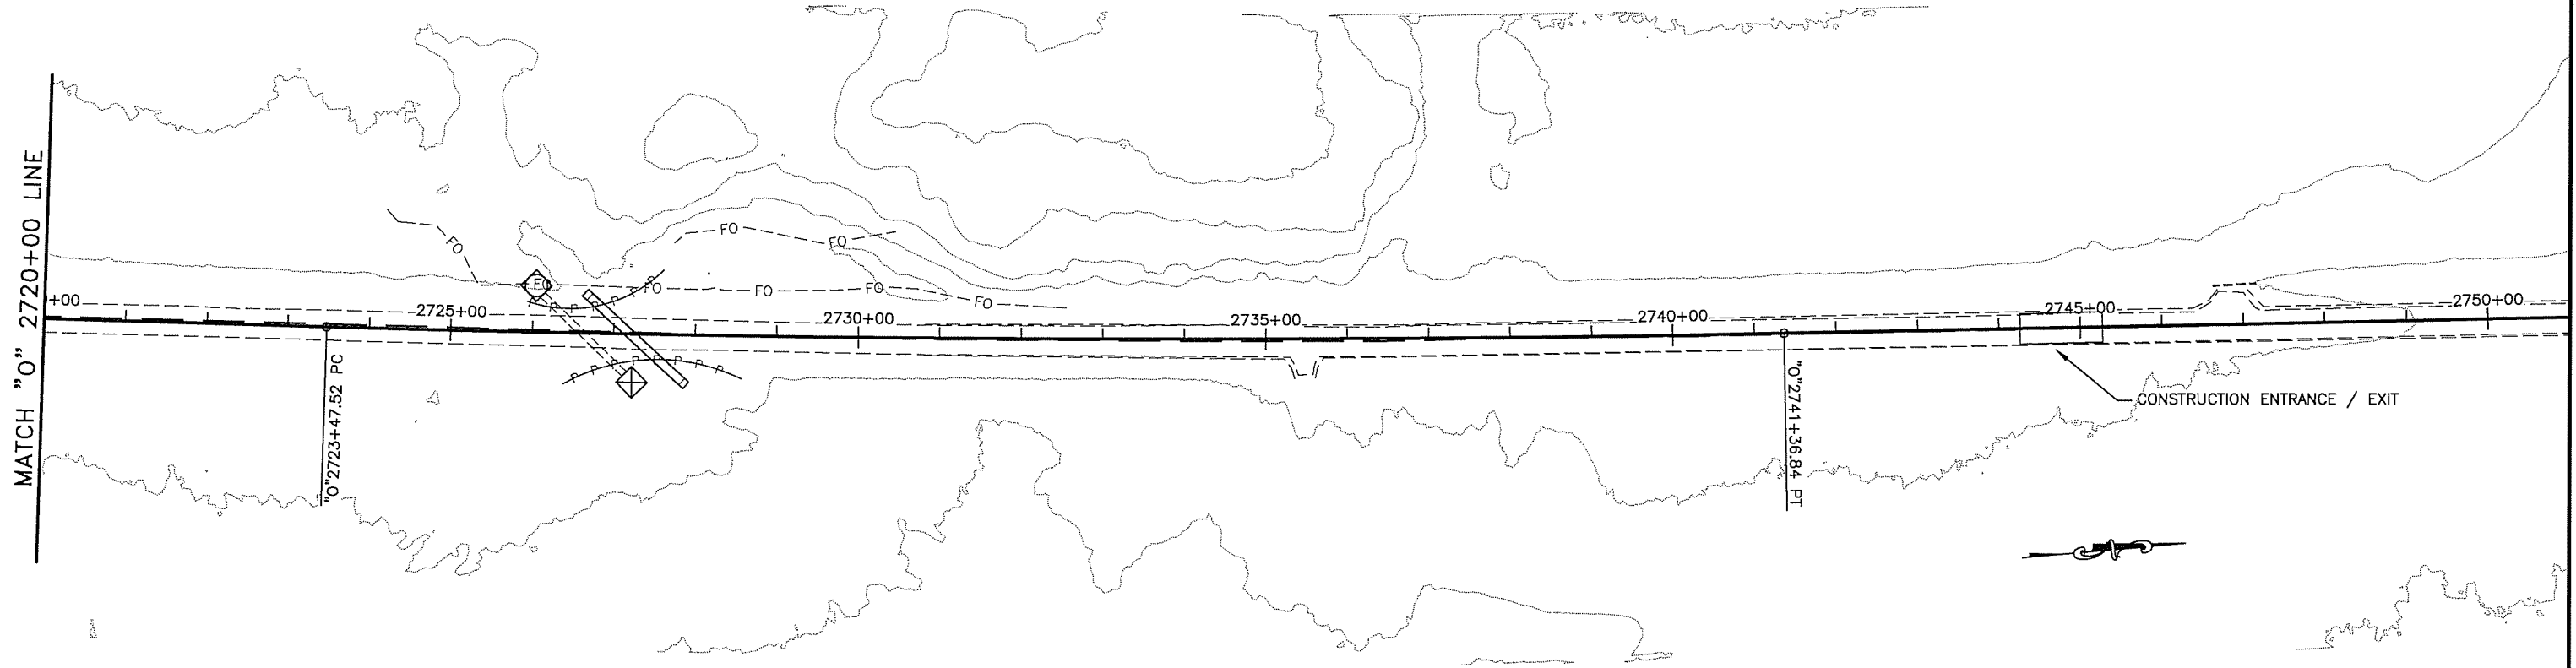 MATCH "O" 2720+00 LINE
+00
2725+00
2730+00
2735+00
2740+00
2745+00
2750+00
FO
FO
FO
FO
FO
FO
FO
FO
"O"2723+47.52 PC
"O"2741+36.84 PT
CONSTRUCTION ENTRANCE / EXIT